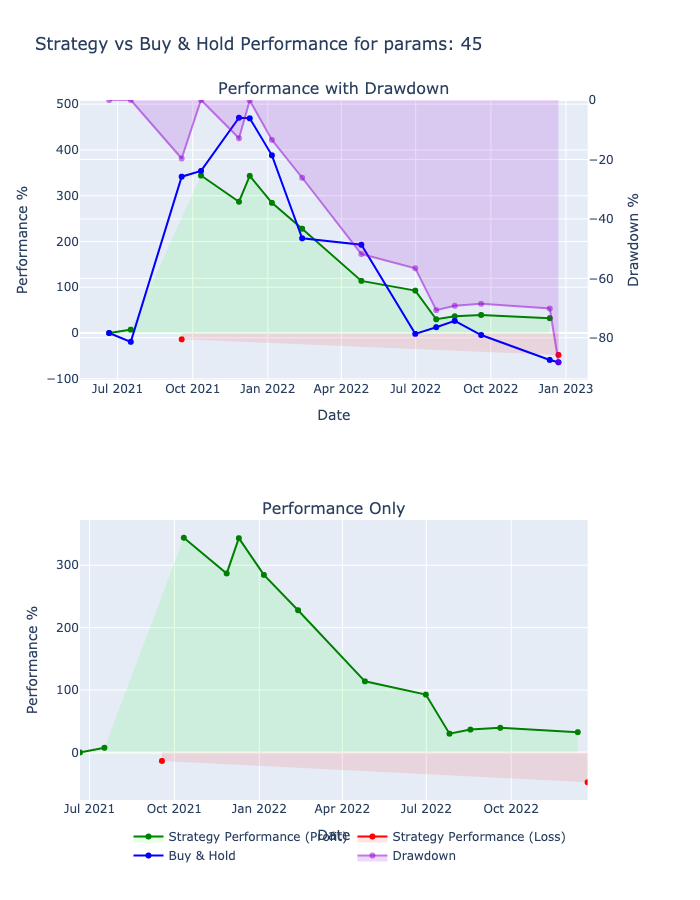 Strategy vs Buy & Hold Performance for params: 45
Performance with Drawdown
500
400
300
200
100
0
−100
0
−20
−40
−60
−80
Performance %
Drawdown %
Jul 2021 Oct 2021 Jan 2022 Apr 2022 Jul 2022 Oct 2022 Jan 2023
Date
Performance Only
300
200
100
0
Performance %
Jul 2021 Oct 2021 Jan 2022 Apr 2022 Jul 2022 Oct 2022
Date
Strategy Performance (Profit) Strategy Performance (Loss)
Buy & Hold Drawdown